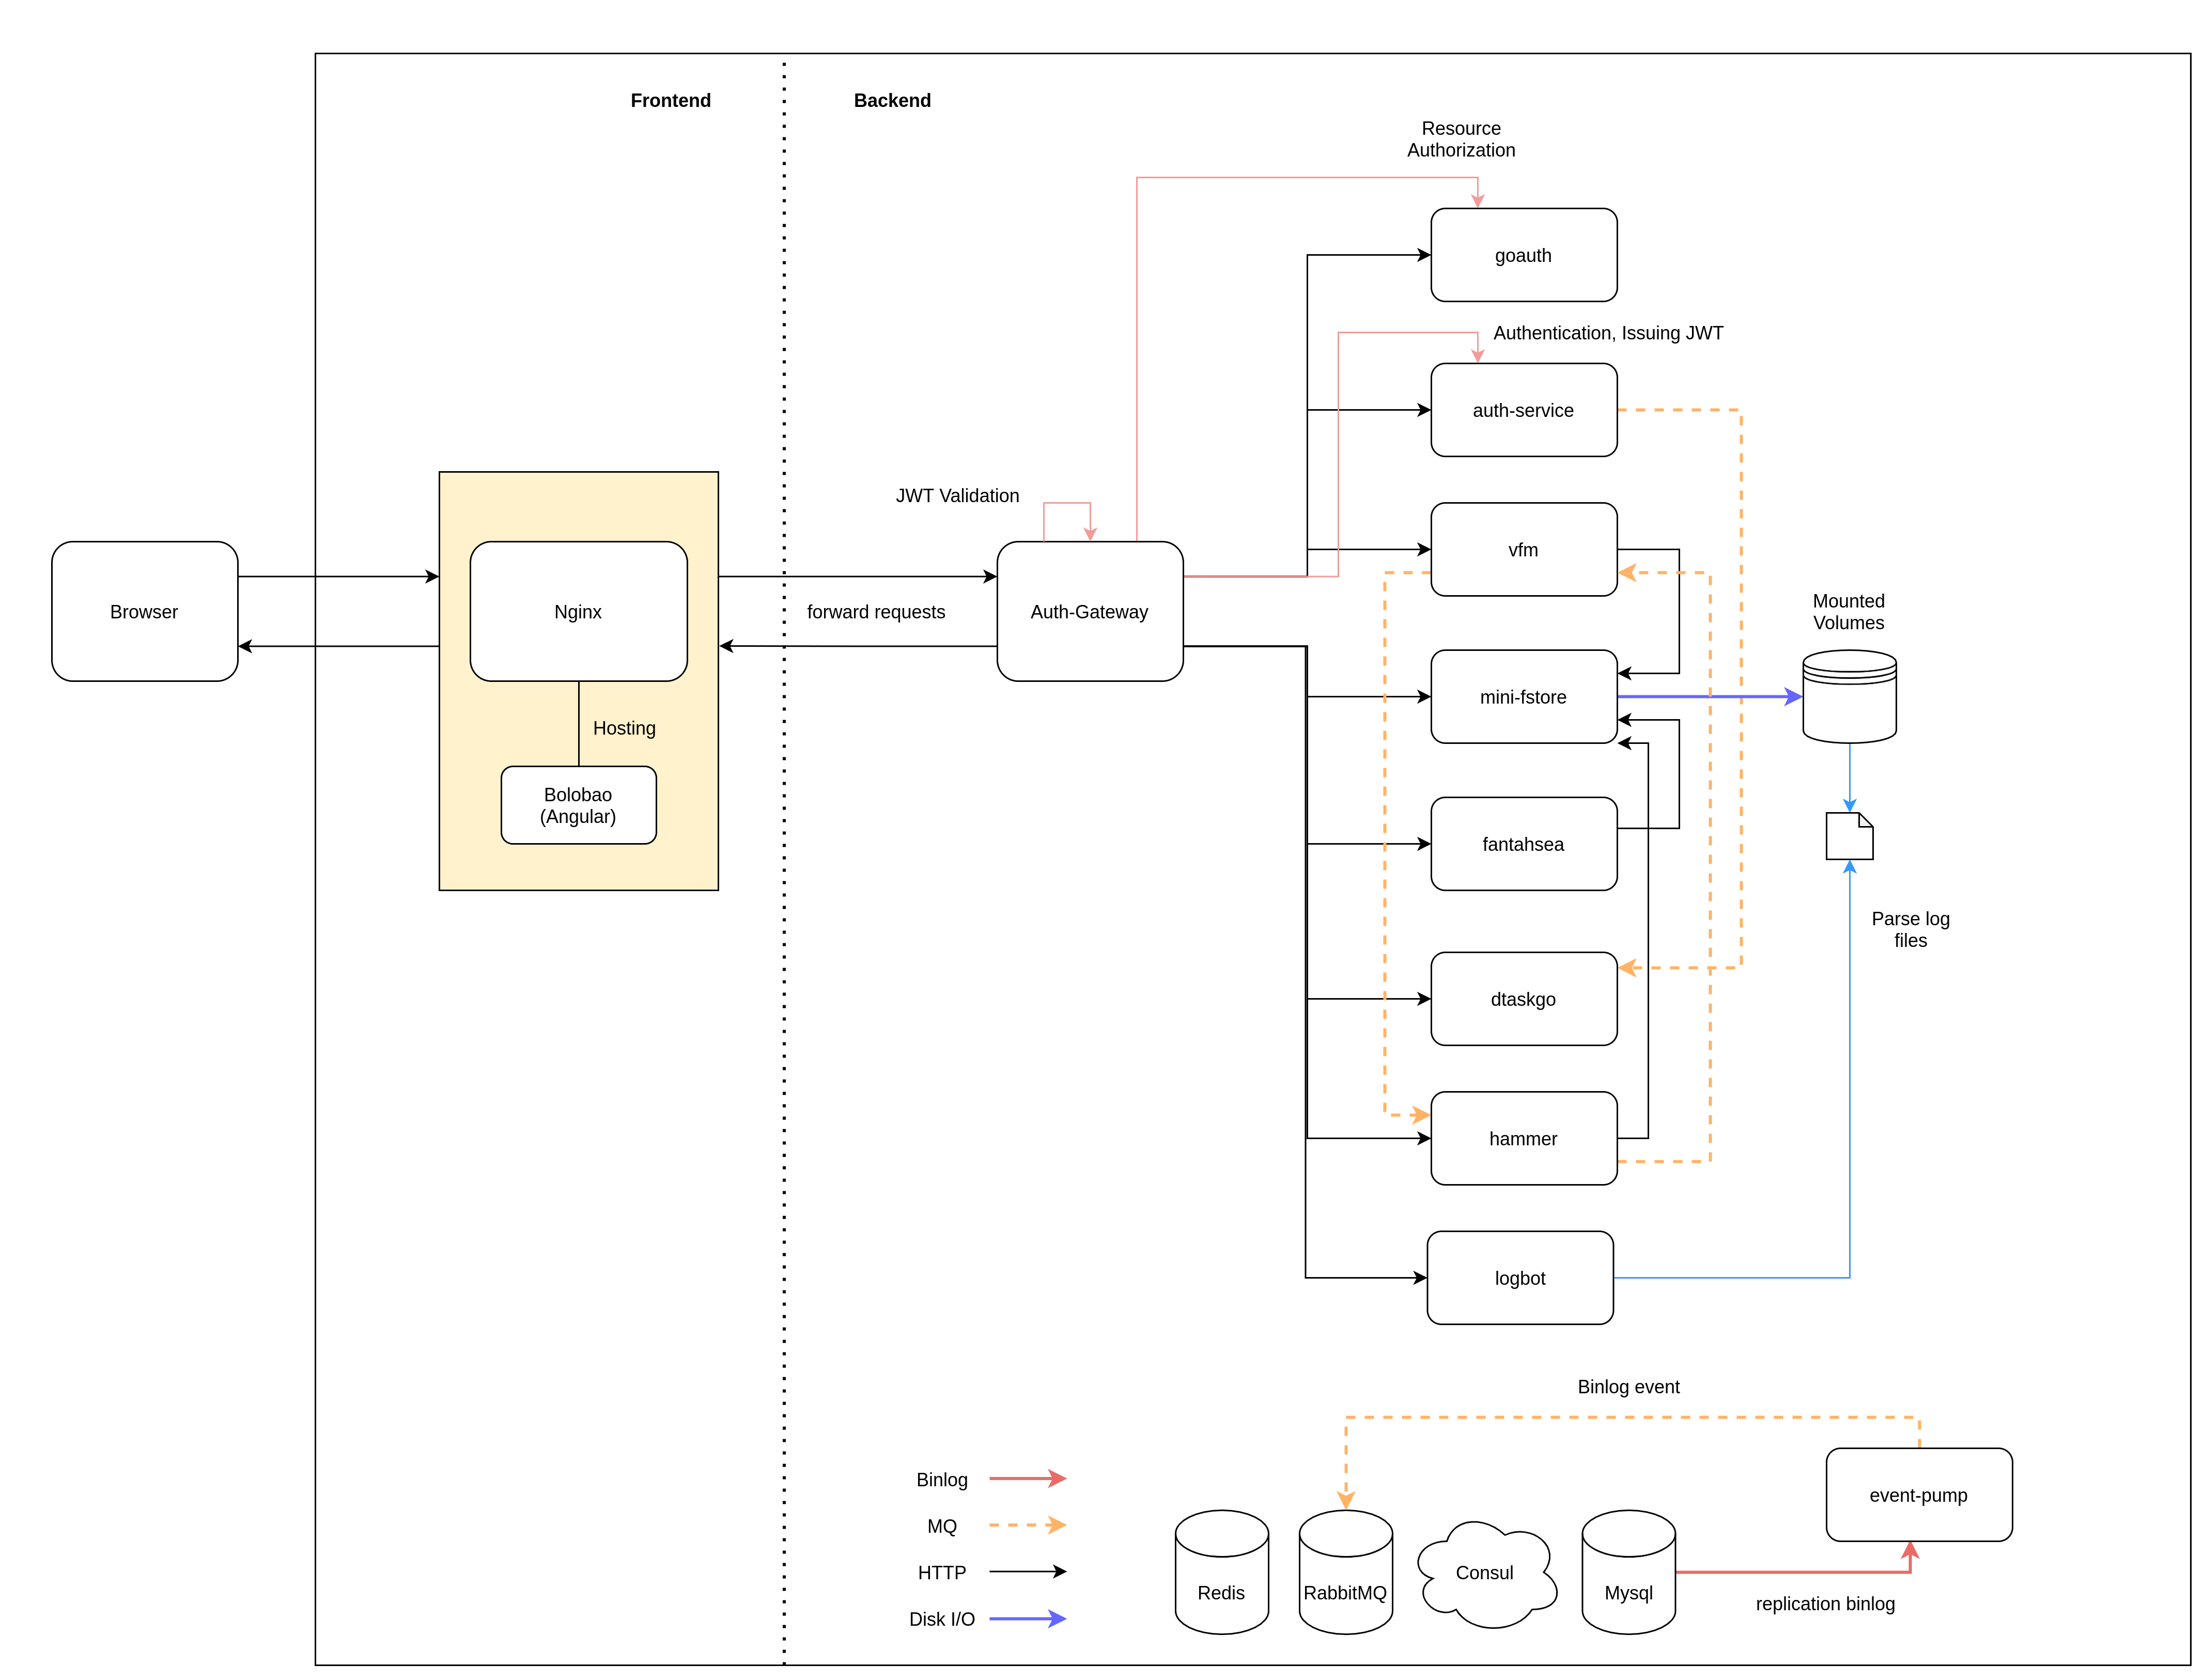 Frontend
Backend
Resource
Authorization
goauth
Authentication, Issuing JWT
auth-service
JWT Validation
vfm
Browser
Nginx
forward requests
Auth-Gateway
Mounted
Volumes
mini-fstore
Hosting
Bolobao
(Angular)
fantahsea
Parse log
files
dtaskgo
hammer
logbot
Binlog event
Binlog
MQ
HTTP
Disk I/O
event-pump
Redis
RabbitMQ
Consul
Mysql
replication binlog